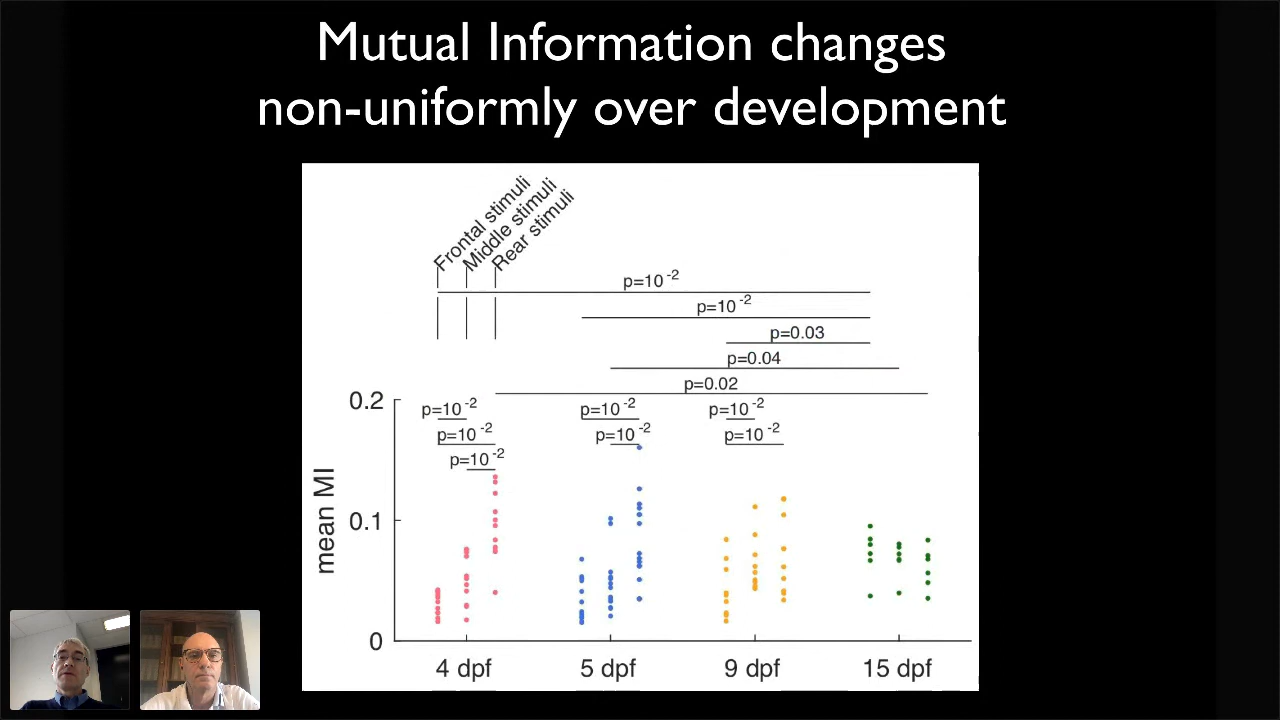 Mutual Information changes
non-uniformly over development
Frontal stimuli
Middle stimuli
Rear stimuli
p=10⁻²
p=10⁻²
p=0.03
p=0.04
p=0.02
0.2
p=10⁻² p=10⁻² p=10⁻²
p=10⁻² p=10⁻² p=10⁻²
p=10⁻²
mean MI
0.1
0
4 dpf 5 dpf 9 dpf 15 dpf